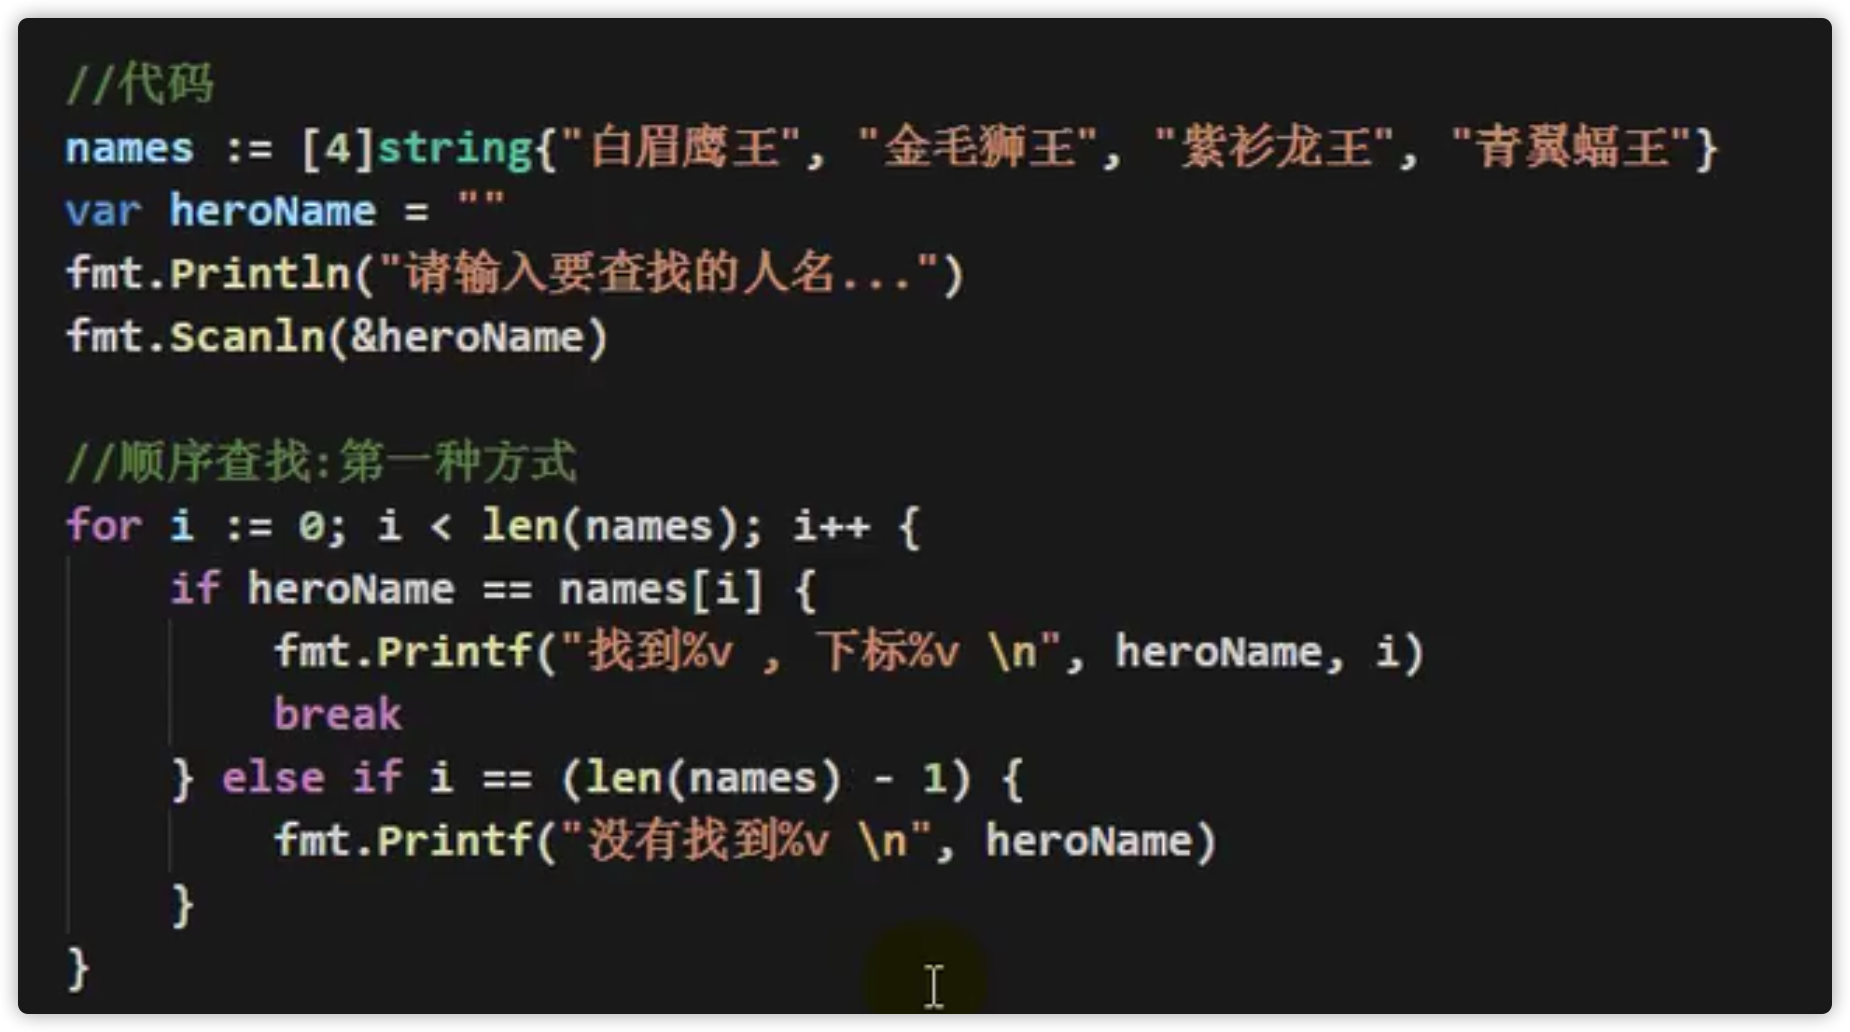 //代码
names := [4]string{"白眉鹰王", "金毛狮王", "紫衫龙王", "青翼蝠王"}
var heroName = ""
fmt.Println("请输入要查找的人名...")
fmt.Scanln(&heroName)
//顺序查找:第一种方式
for i := 0; i < len(names); i++ {
    if heroName == names[i] {
        fmt.Printf("找到%v , 下标%v \n", heroName, i)
        break
    } else if i == (len(names) - 1) {
        fmt.Printf("没有找到%v \n", heroName)
    }
}